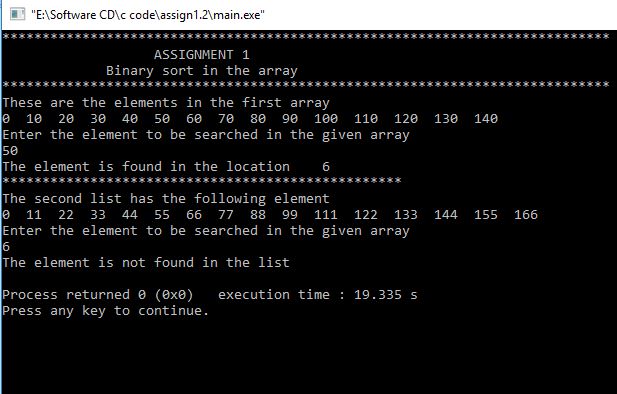 "E:\Software CD\c code\assign1.2\main.exe"
****************************************************************************
ASSIGNMENT 1
Binary sort in the array
****************************************************************************
These are the elements in the first array
0  10  20  30  40  50  60  70  80  90  100  110  120  130  140
Enter the element to be searched in the given array
50
The element is found in the location    6
**************************************************
The second list has the following element
0  11  22  33  44  55  66  77  88  99  111  122  133  144  155  166
Enter the element to be searched in the given array
6
The element is not found in the list
Process returned 0 (0x0)   execution time : 19.335 s
Press any key to continue.